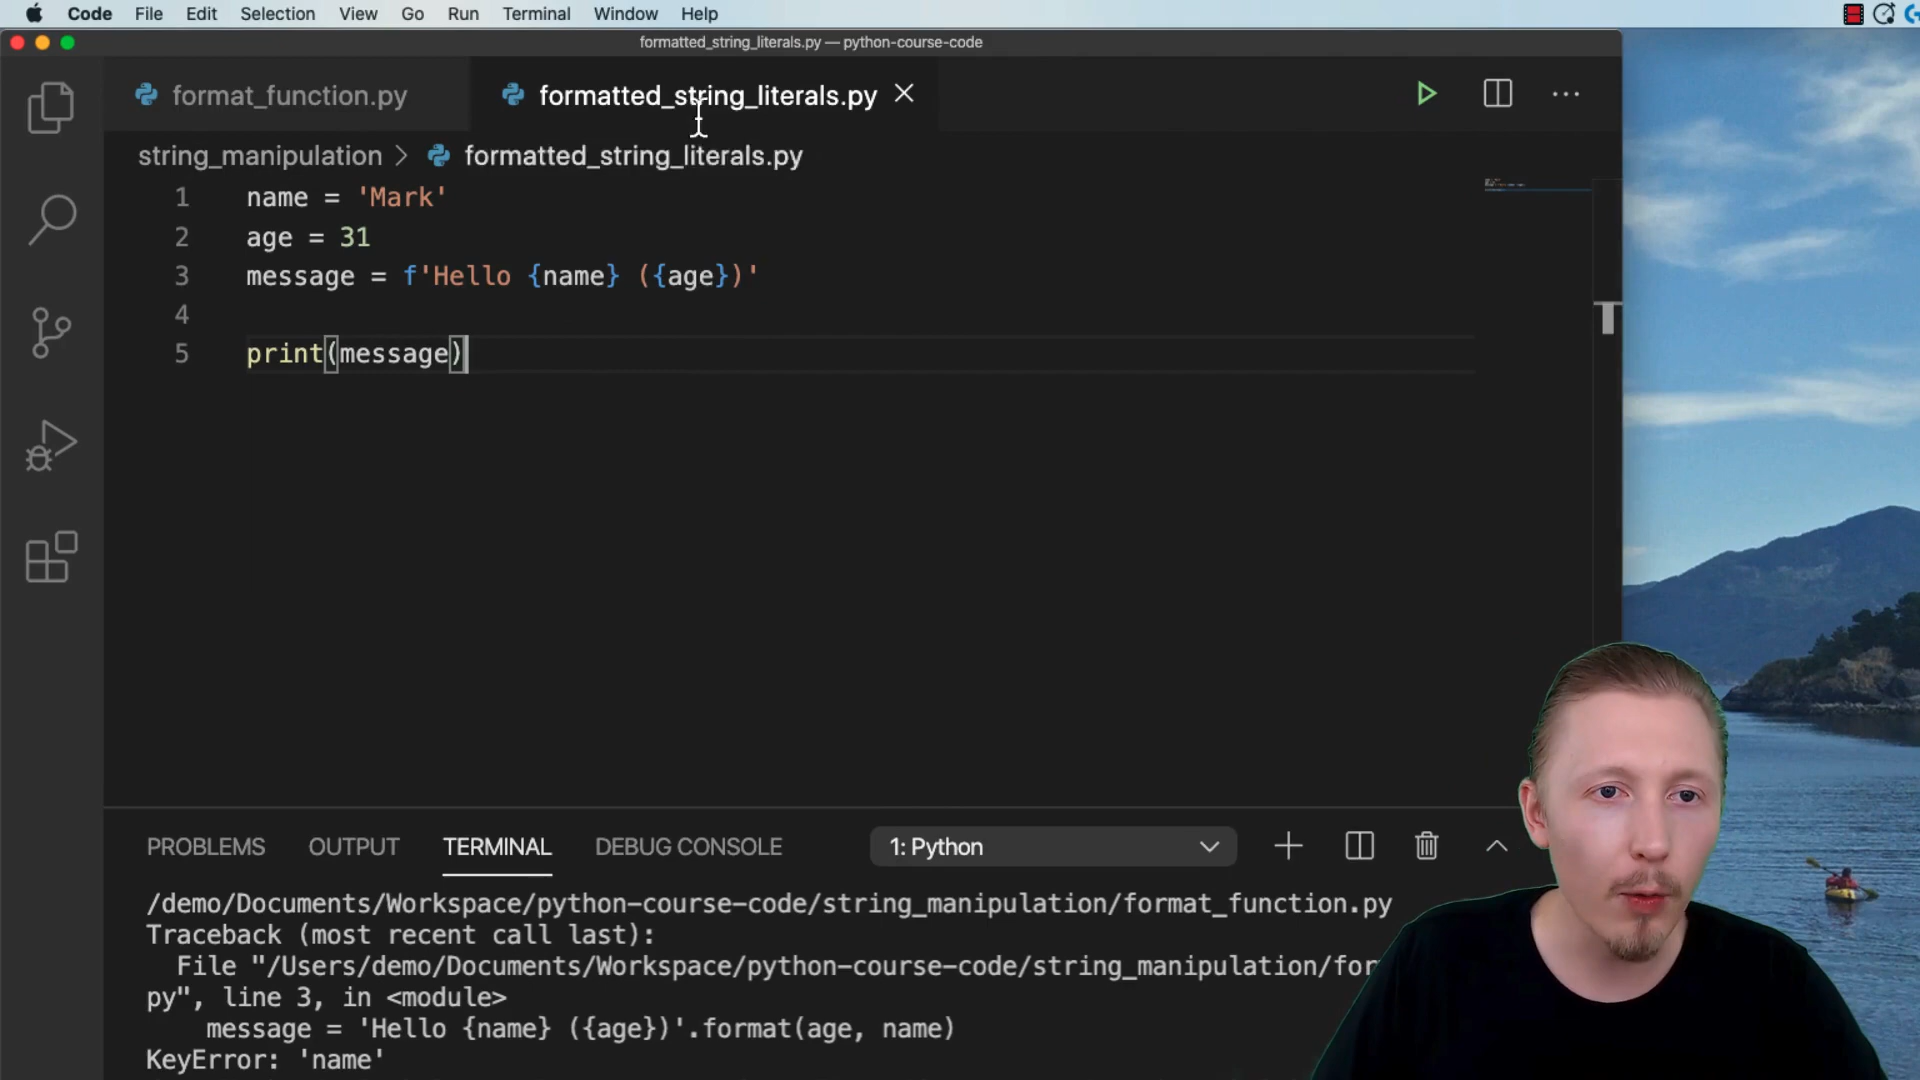 Code File Edit Selection View Go Run Terminal Window Help
formatted_string_literals.py — python-course-code
format_function.py formatted_string_literals.py
string_manipulation > formatted_string_literals.py
1 name = 'Mark'
2 age = 31
3 message = f'Hello {name} ({age})'
4
5 print(message)
PROBLEMS OUTPUT TERMINAL DEBUG CONSOLE 1: Python
/demo/Documents/Workspace/python-course-code/string_manipulation/format_function.py
Traceback (most recent call last):
File "/Users/demo/Documents/Workspace/python-course-code/string_manipulation/for
py", line 3, in <module>
message = 'Hello {name} ({age})'.format(age, name)
KeyError: 'name'